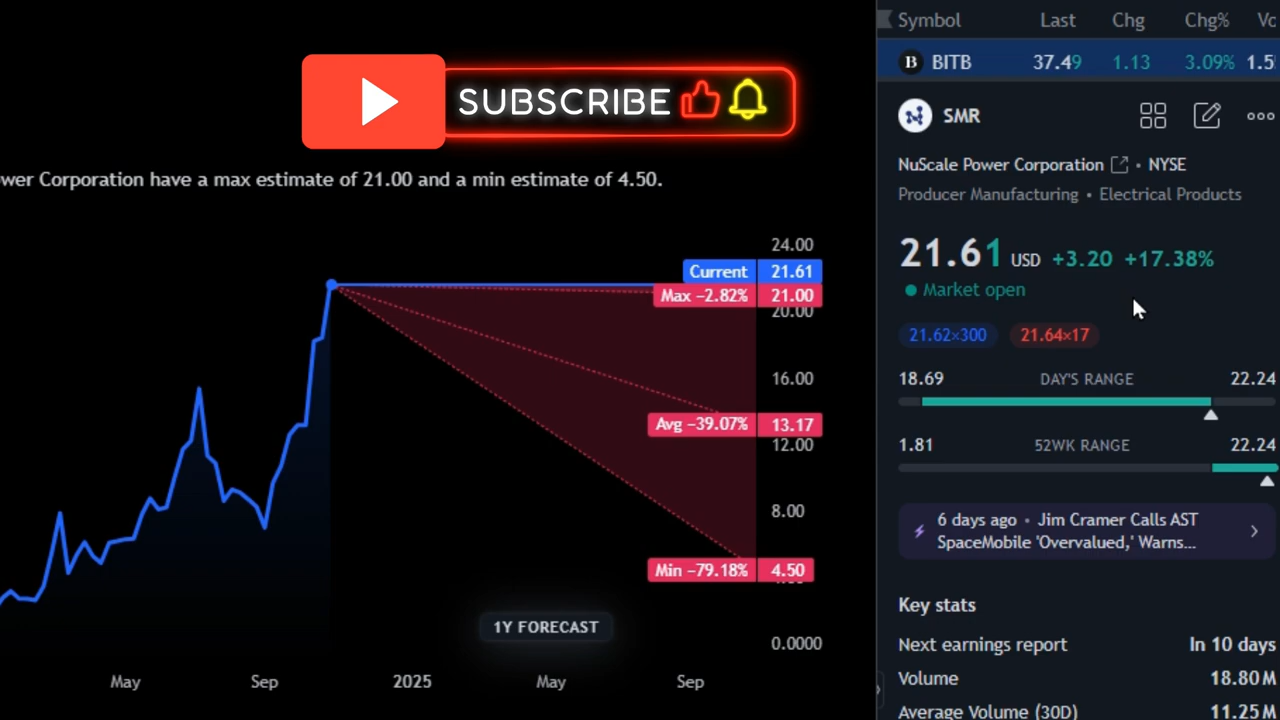 SUBSCRIBE
wer Corporation have a max estimate of 21.00 and a min estimate of 4.50.
24.00
Current 21.61
Max −2.82% 21.00
20.00
16.00
Avg −39.07% 13.17
12.00
8.00
Min −79.18% 4.50
1Y FORECAST
0.0000
May Sep 2025 May Sep
Symbol Last Chg Chg% Vo
B BITB 37.49 1.13 3.09% 1.5
SMR
NuScale Power Corporation • NYSE
Producer Manufacturing • Electrical Products
21.61 USD +3.20 +17.38%
Market open
21.62×300 21.64×17
18.69 DAY'S RANGE 22.24
1.81 52WK RANGE 22.24
6 days ago • Jim Cramer Calls AST
SpaceMobile 'Overvalued,' Warns...
Key stats
Next earnings report In 10 days
Volume 18.80 M
Average Volume (30D) 11.25 M